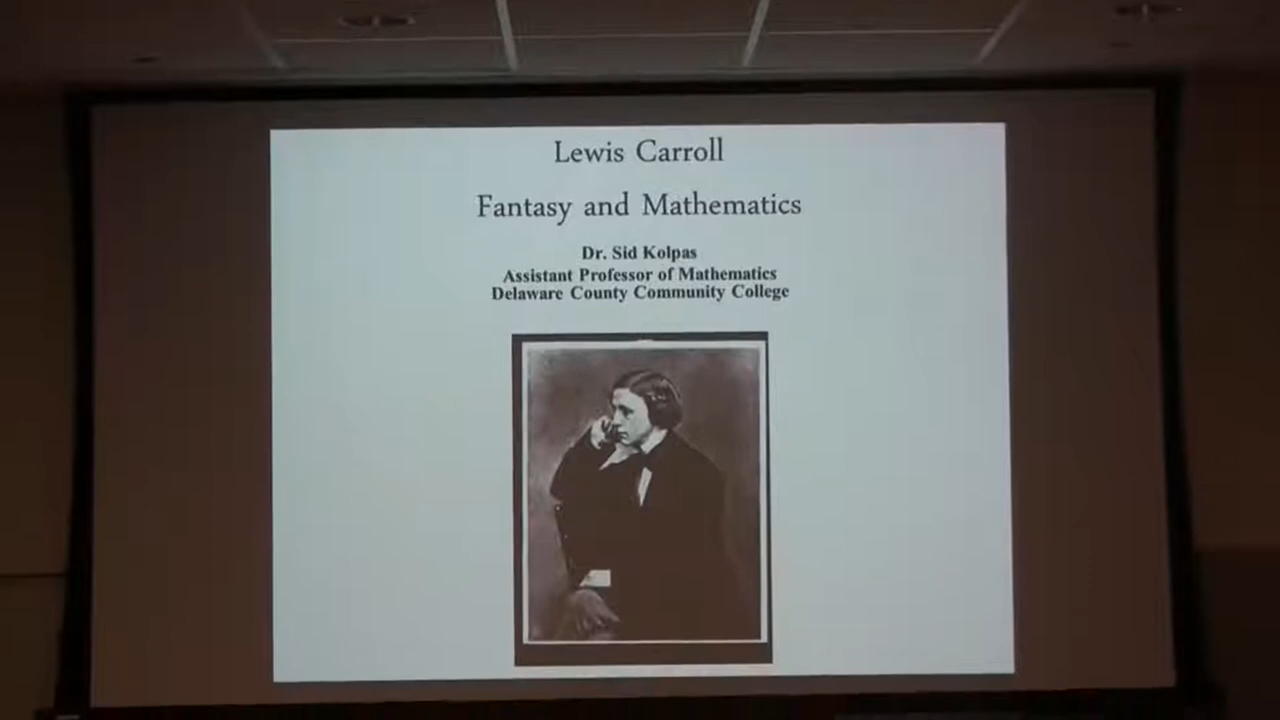 Lewis Carroll
Fantasy and Mathematics
Dr. Sid Kolpas
Assistant Professor of Mathematics
Delaware County Community College